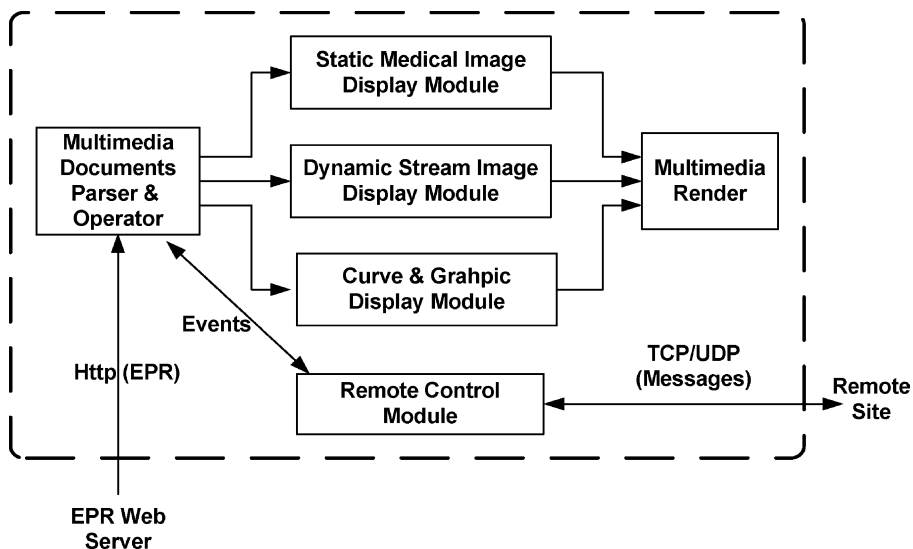 Static Medical Image
Display Module
Multimedia
Documents
Parser &
Operator
Dynamic Stream Image
Display Module
Multimedia
Render
Curve & Grahpic
Display Module
Events
Http (EPR)
TCP/UDP
(Messages)
Remote Control
Module
Remote
Site
EPR Web
Server